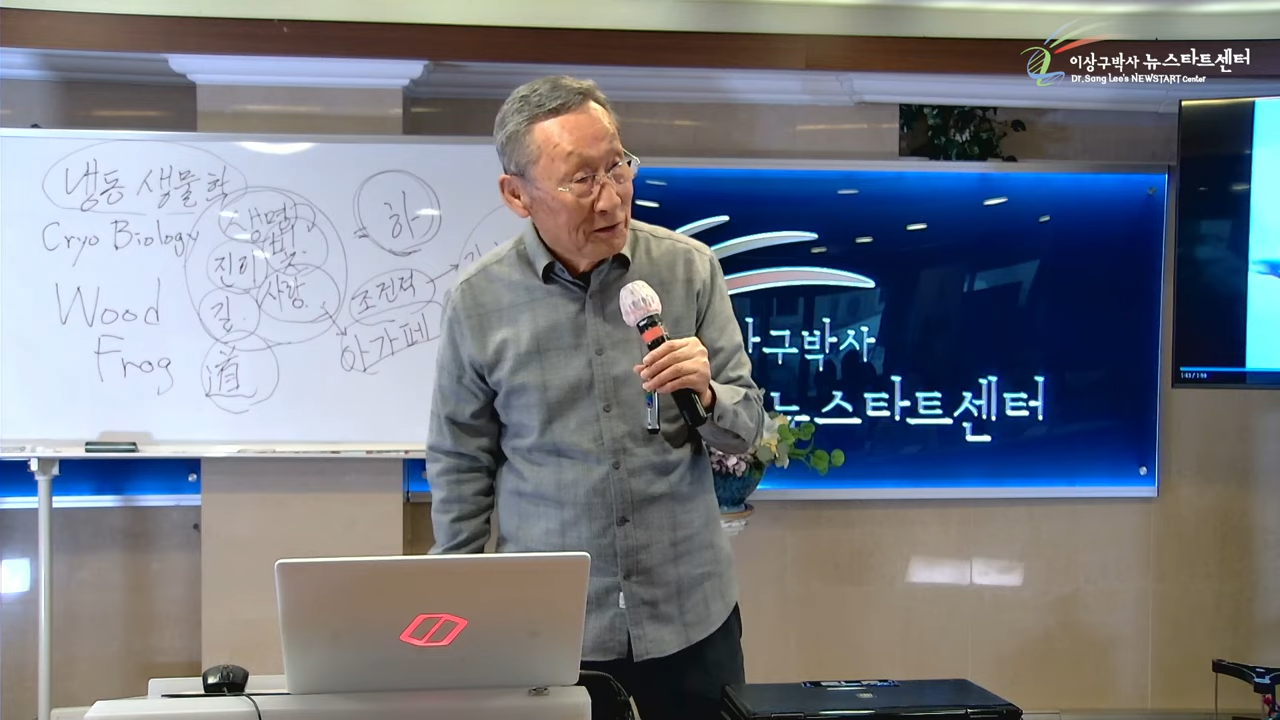 이상구박사 뉴스타트센터
Dr. Sang Lee's NEWSTART Center
냉동 생물학
Cryo Biology
Wood
Frog
생명
진리
길
사랑
道
= 하
조건적
아가페
구박사
뉴스타트센터